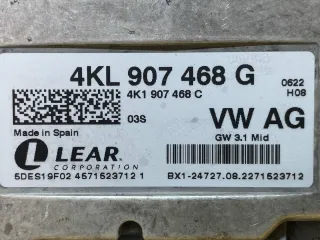 4KL 907 468 G
0622
4K1 907 468 C
H08
03S
VW AG
Made in Spain
GW 3.1 Mid
LEAR
CORPORATION
5DES19F02 4571523712 1
BX1-24727.08.2271523712